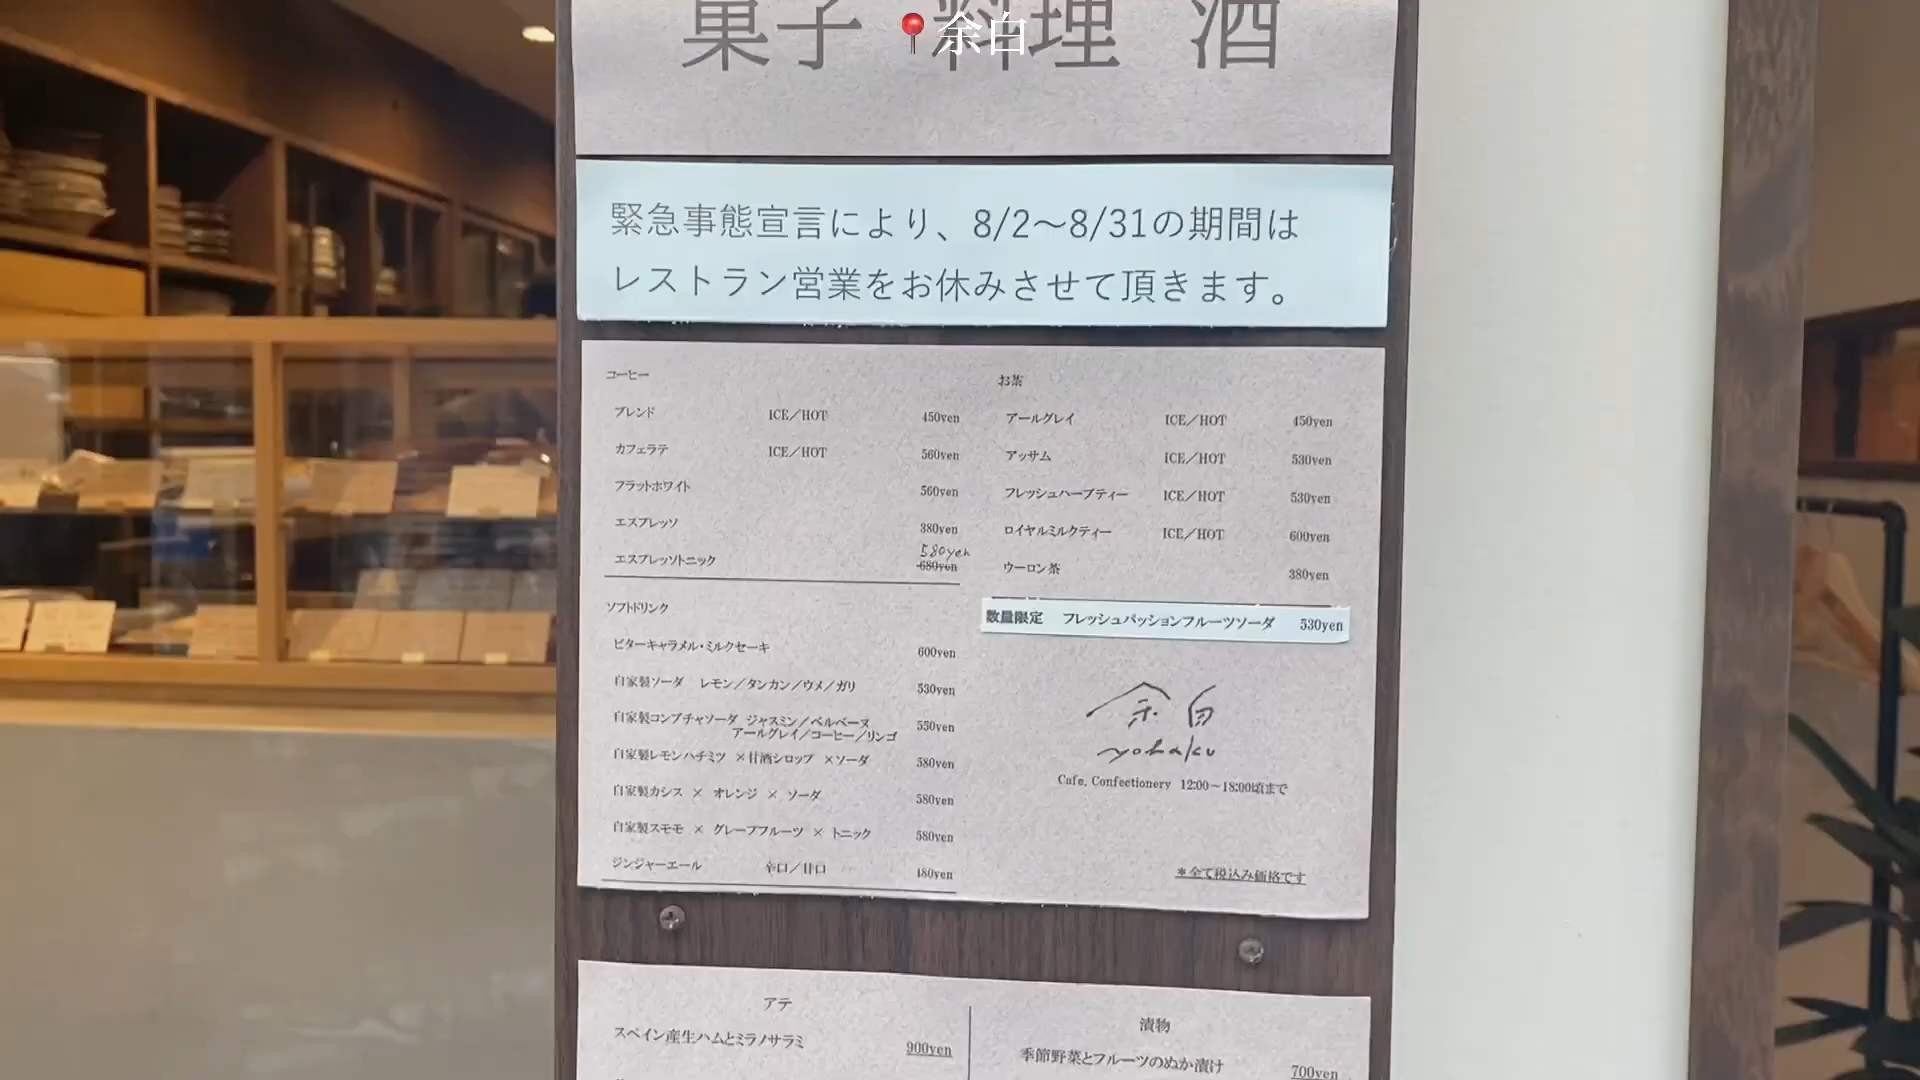 菓子 料理 酒
📍余白
緊急事態宣言により、8/2～8/31の期間は
レストラン営業をお休みさせて頂きます。
コーヒー
ブレンド ICE／HOT 450yen
カフェラテ ICE／HOT 560yen
フラットホワイト 560yen
エスプレッソ 380yen
580yen
エスプレッソトニック 680yen
ソフトドリンク
ビターキャラメル・ミルクセーキ 600yen
自家製ソーダ レモン／タンカン／ウメ／ガリ 530yen
自家製コンブチャソーダ ジャスミン／ベルベーヌ 550yen
アールグレイ／コーヒー／リンゴ
自家製レモンハチミツ ×甘酒シロップ ×ソーダ 580yen
自家製カシス × オレンジ × ソーダ 580yen
自家製スモモ × グレープフルーツ × トニック 580yen
ジンジャーエール 辛口／甘口 480yen
お茶
アールグレイ ICE／HOT 450yen
アッサム ICE／HOT 530yen
フレッシュハーブティー ICE／HOT 530yen
ロイヤルミルクティー ICE／HOT 600yen
ウーロン茶 380yen
数量限定 フレッシュパッションフルーツソーダ 530yen
余白
yohaku
Cafe, Confectionery 12:00～18:00頃まで
＊全て税込み価格です
アテ
スペイン産生ハムとミラノサラミ 900yen
漬物
季節野菜とフルーツのぬか漬け 700yen